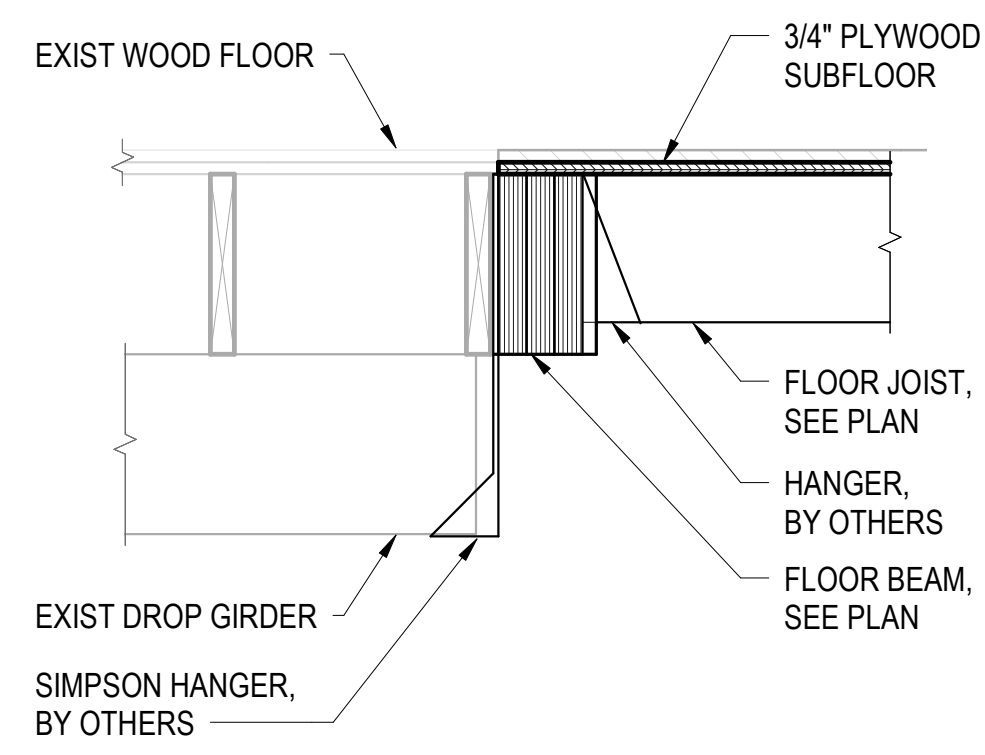 EXIST WOOD FLOOR
3/4" PLYWOOD
SUBFLOOR
FLOOR JOIST,
SEE PLAN
HANGER,
BY OTHERS
FLOOR BEAM,
SEE PLAN
EXIST DROP GIRDER
SIMPSON HANGER,
BY OTHERS